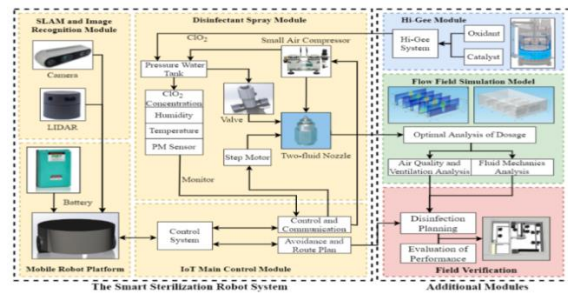 SLAM and Image
Recognition Module
Camera
LIDAR
Battery
Mobile Robot Platform
Disinfectant Spray Module
ClO2
Small Air Compressor
Pressure Water
Tank
ClO2
Concentration
Humidity
Temperature
PM Sensor
Valve
Step Motor
Two-fluid Nozzle
Monitor
Control
System
Control and
Communication
Avoidance and
Route Plan
IoT Main Control Module
The Smart Sterilization Robot System
Hi-Gee Module
Hi-Gee
System
Oxidant
Catalyst
Flow Field Simulation Model
Optimal Analysis of Dosage
Air Quality and
Ventilation Analysis
Fluid Mechanics
Analysis
Disinfection
Planning
Evaluation of
Performance
Field Verification
Additional Modules